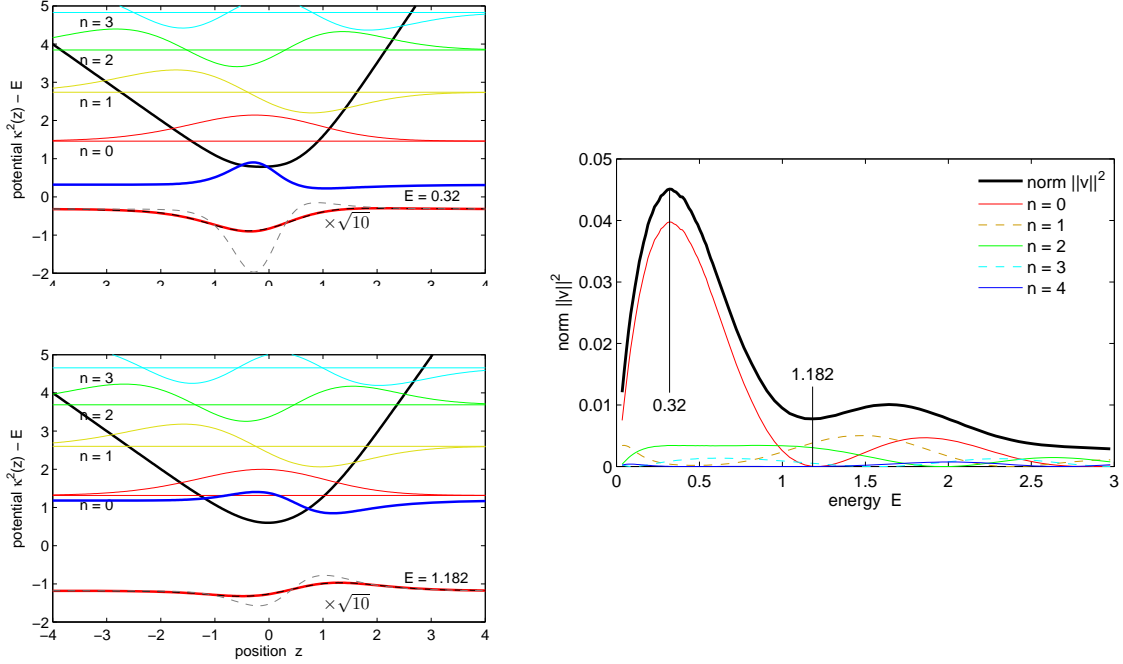 5
4
3
2
1
0
−1
−2
potential κ²(z) − E
n = 3
n = 2
n = 1
n = 0
E = 0.32
×√10
−4 −3 −2 −1 0 1 2 3 4
5
4
3
2
1
0
−1
−2
potential κ²(z) − E
n = 3
n = 2
n = 1
n = 0
E = 1.182
×√10
−4 −3 −2 −1 0 1 2 3 4
position z
0.05
0.04
0.03
0.02
0.01
0
norm ||v||²
norm ||v||²
n = 0
n = 1
n = 2
n = 3
n = 4
1.182
0.32
0 0.5 1 1.5 2 2.5 3
energy E